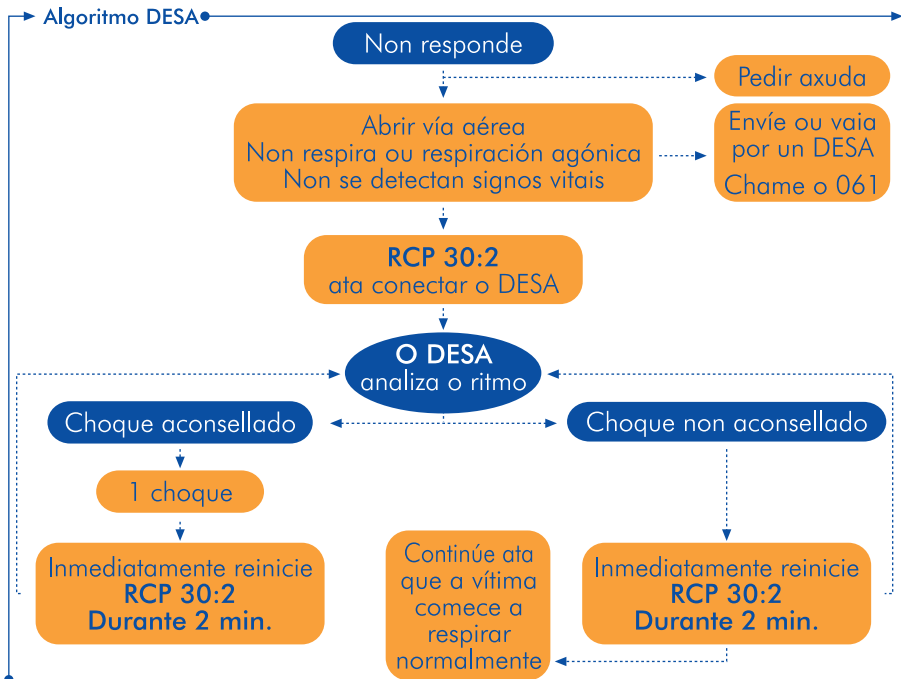 Algoritmo DESA
Non responde
Pedir axuda
Abrir vía aérea
Non respira ou respiración agónica
Non se detectan signos vitais
Envíe ou vaia
por un DESA
Chame o 061
RCP 30:2
ata conectar o DESA
O DESA
analiza o ritmo
Choque aconsellado
Choque non aconsellado
1 choque
Inmediatamente reinicie
RCP 30:2
Durante 2 min.
Continúe ata
que a vítima
comece a
respirar
normalmente
Inmediatamente reinicie
RCP 30:2
Durante 2 min.